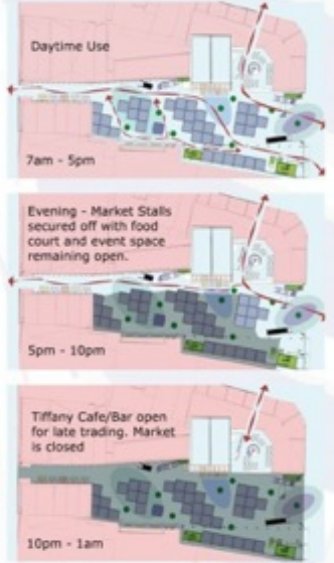 Daytime Use
7am - 5pm
Evening - Market Stalls
secured off with food
court and event space
remaining open.
5pm - 10pm
Tiffany Cafe/Bar open
for late trading. Market
is closed
10pm - 1am